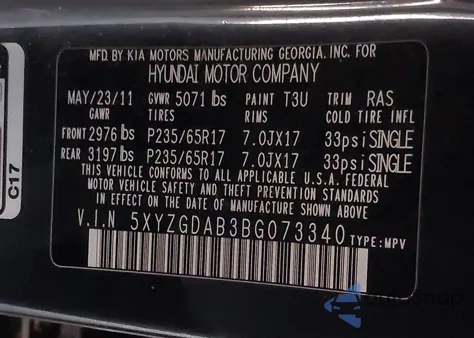 MFD. BY KIA MOTORS MANUFACTURING GEORGIA. INC. FOR
HYUNDAI MOTOR COMPANY
MAY/23/11 GVWR 5071 lbs PAINT T3U TRIM RAS
GAWR TIRES RIMS COLD TIRE INFL
FRONT 2976 lbs P235/65R17 7.0JX17 33psi SINGLE
REAR 3197 lbs P235/65R17 7.0JX17 33psi SINGLE
THIS VEHICLE CONFORMS TO ALL APPLICABLE U.S.A. FEDERAL
MOTOR VEHICLE SAFETY AND THEFT PREVENTION STANDARDS
IN EFFECT ON THE DATE OF MANUFACTURE SHOWN ABOVE
V.I.N 5XYZGDAB3BG073340 TYPE:MPV
C17
AutoSnap